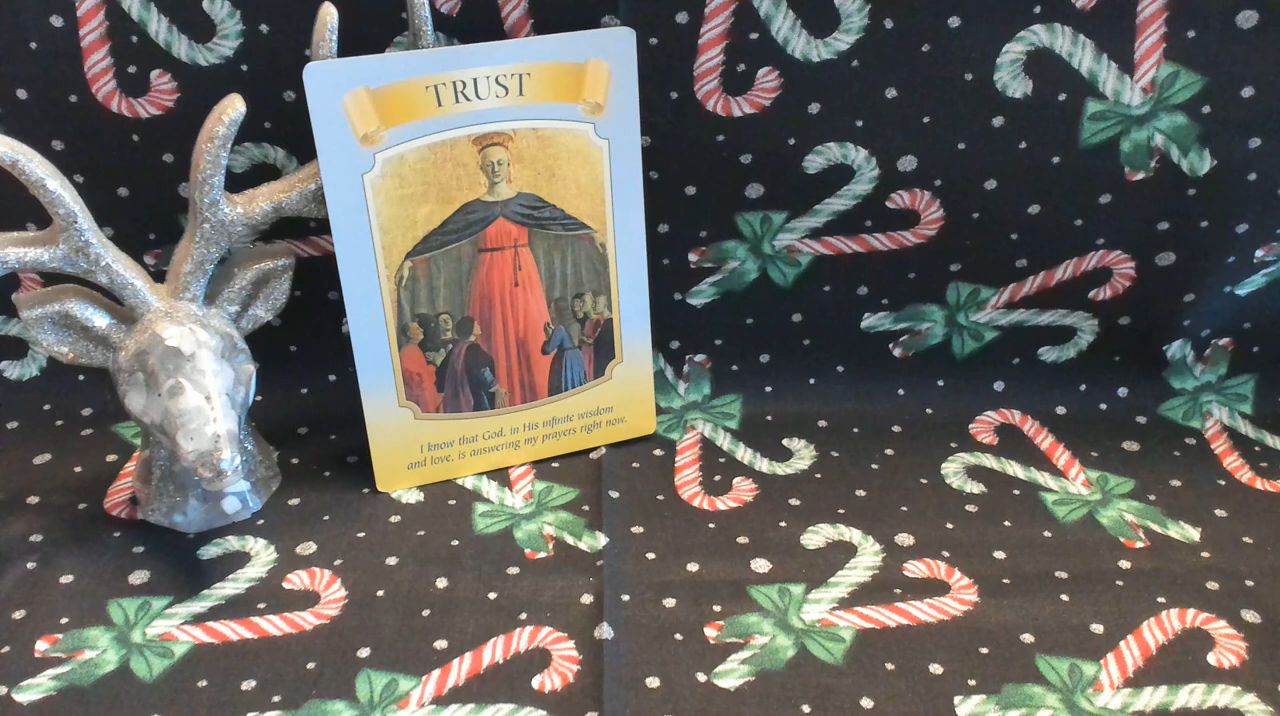 TRUST
I know that God, in His infinite wisdom
and love, is answering my prayers right now.